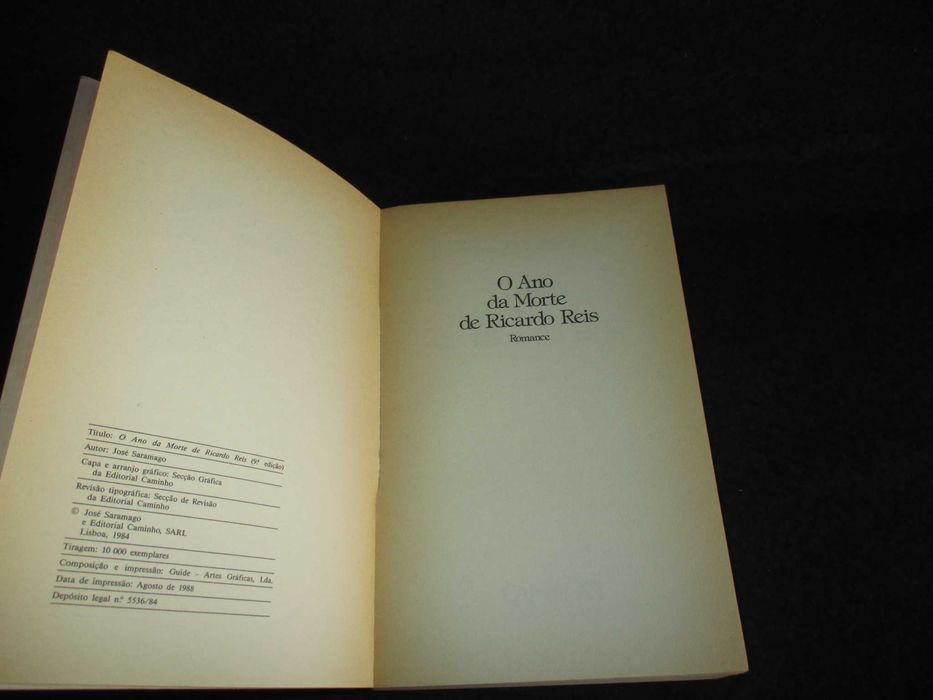 Título: O Ano da Morte de Ricardo Reis (9.ª edição)
Autor: José Saramago
Capa e arranjo gráfico: Secção Gráfica
da Editorial Caminho
Revisão tipográfica: Secção de Revisão
da Editorial Caminho
© José Saramago
e Editorial Caminho, SARL
Lisboa, 1984
Tiragem: 10 000 exemplares
Composição e impressão: Guide - Artes Gráficas, Lda.
Data de impressão: Agosto de 1988
Depósito legal n.º 5536/84
O Ano
da Morte
de Ricardo Reis
Romance